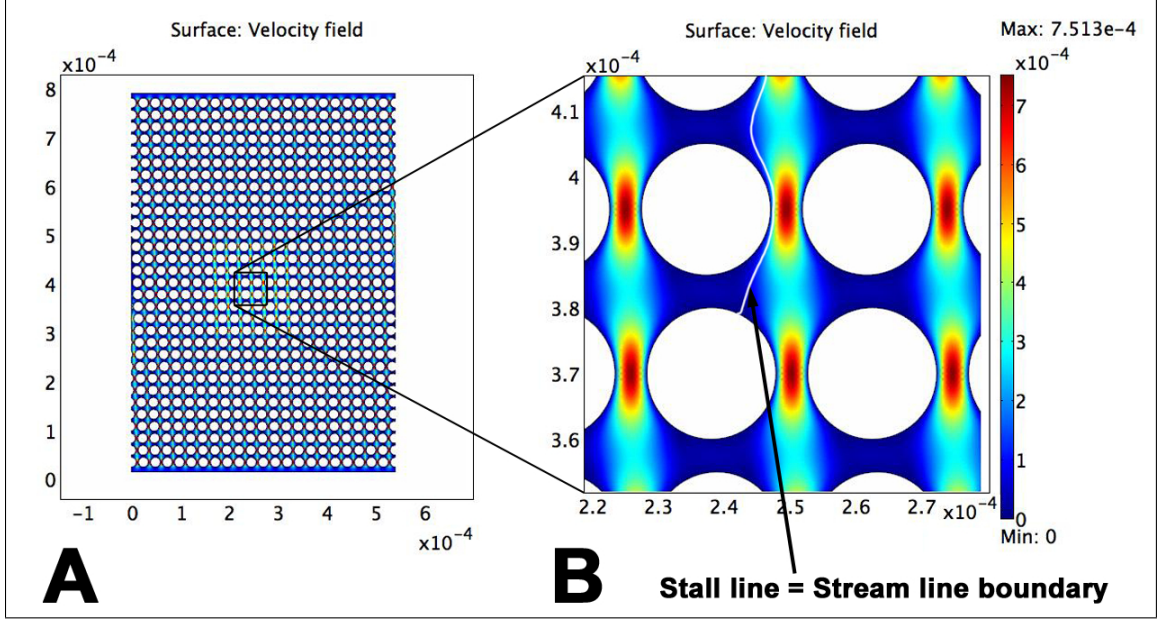 Surface: Velocity field
x10⁻⁴
8
7
6
5
4
3
2
1
0
−1 0 1 2 3 4 5 6
x10⁻⁴
A
Surface: Velocity field
x10⁻⁴
4.1
4
3.9
3.8
3.7
3.6
2.2 2.3 2.4 2.5 2.6 2.7 x10⁻⁴
Max: 7.513e-4
x10⁻⁴
7
6
5
4
3
2
1
0
Min: 0
B
Stall line = Stream line boundary